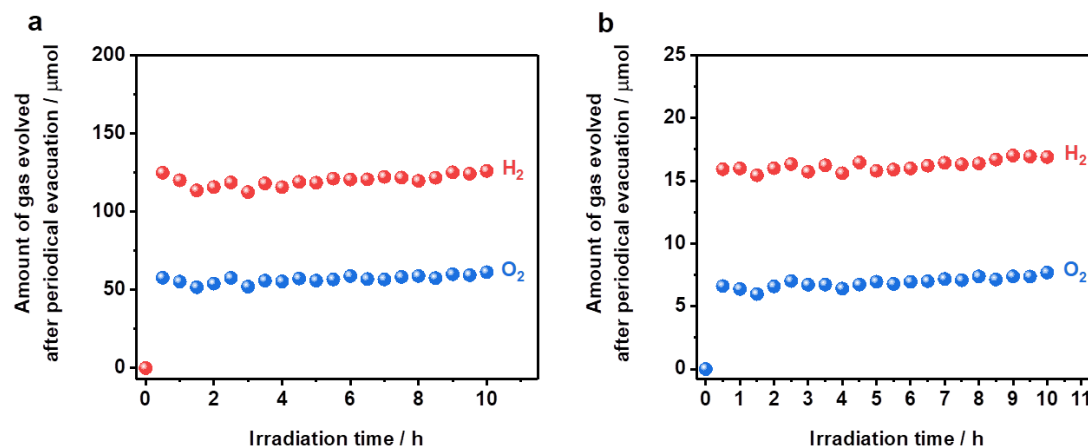 a
Amount of gas evolved
after periodical evacuation / μmol
200
150
100
50
0
H₂
O₂
0 2 4 6 8 10
Irradiation time / h
b
Amount of gas evolved
after periodical evacuation / μmol
25
20
15
10
5
0
H₂
O₂
0 1 2 3 4 5 6 7 8 9 10 11
Irradiation time / h